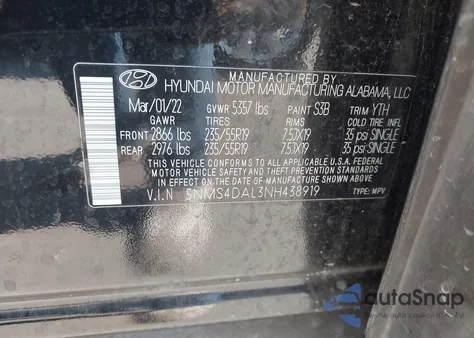 MANUFACTURED BY
HYUNDAI MOTOR MANUFACTURING ALABAMA, LLC
Mar/01/22 GVWR 5357 lbs PAINT S3B TRIM YTH
GAWR TIRES RIMS COLD TIRE INFL.
FRONT 2866 lbs 235/55R19 7.5JX19 35 psi SINGLE
REAR 2976 lbs 235/55R19 7.5JX19 35 psi SINGLE
THIS VEHICLE CONFORMS TO ALL APPLICABLE U.S.A. FEDERAL
MOTOR VEHICLE SAFETY AND THEFT PREVENTION STANDARDS IN
EFFECT ON THE DATE OF MANUFACTURE SHOWN ABOVE.
V.I.N 5NMS4DAL3NH438919 TYPE: MPV
autaSnap